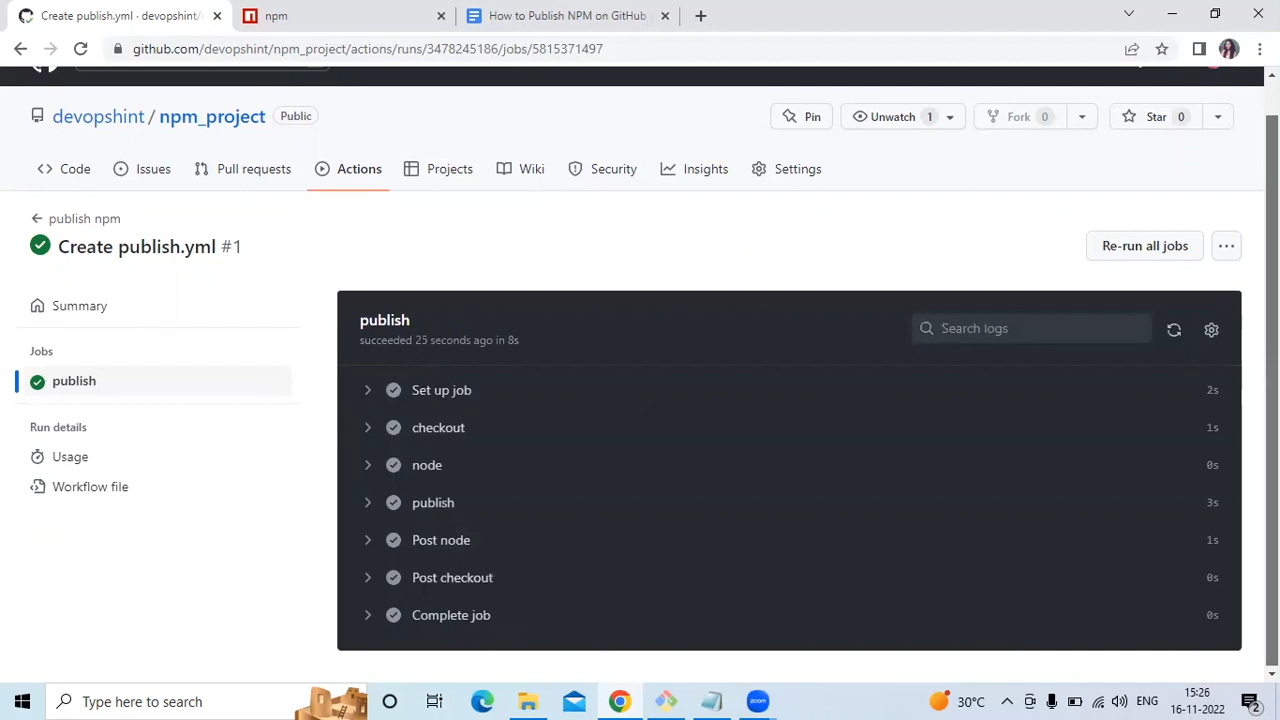 Create publish.yml · devopshint/
npm
How to Publish NPM on GitHub
github.com/devopshint/npm_project/actions/runs/3478245186/jobs/5815371497
devopshint / npm_project Public
Pin
Unwatch 1
Fork 0
Star 0
Code
Issues
Pull requests
Actions
Projects
Wiki
Security
Insights
Settings
publish npm
Create publish.yml #1
Re-run all jobs
Summary
Jobs
publish
Run details
Usage
Workflow file
publish
succeeded 25 seconds ago in 8s
Search logs
Set up job 2s
checkout 1s
node 0s
publish 3s
Post node 1s
Post checkout 0s
Complete job 0s
Type here to search
zoom
30°C
ENG
15:26
16-11-2022
2